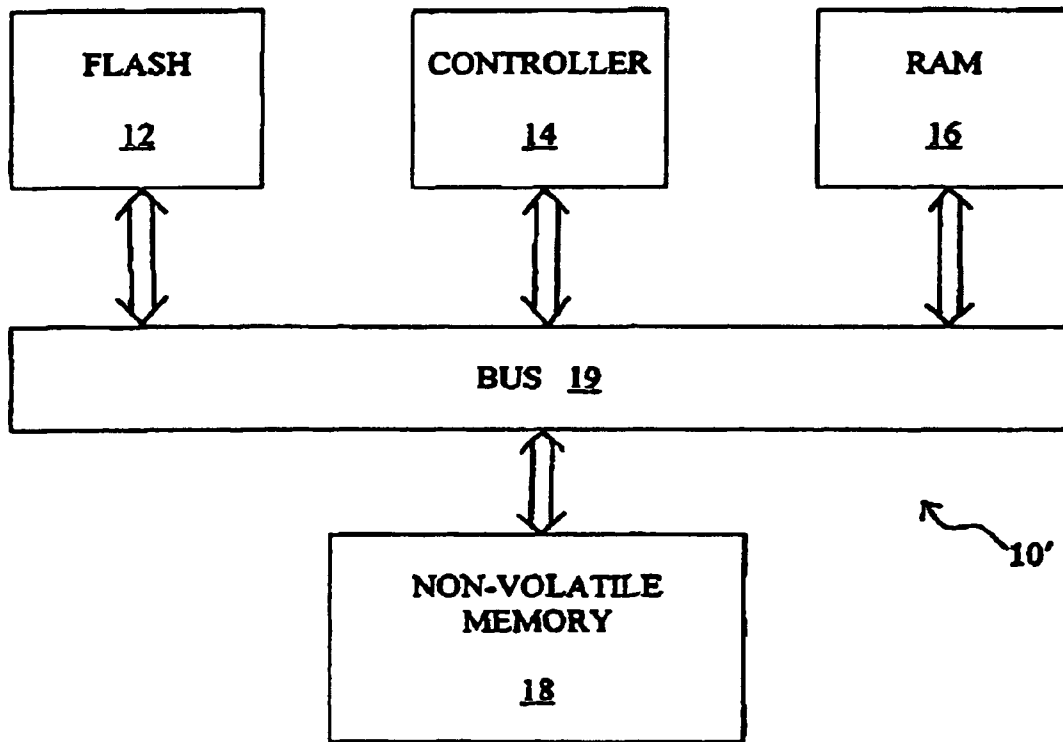 FLASH
12
CONTROLLER
14
RAM
16
BUS 19
10'
NON-VOLATILE
MEMORY
18